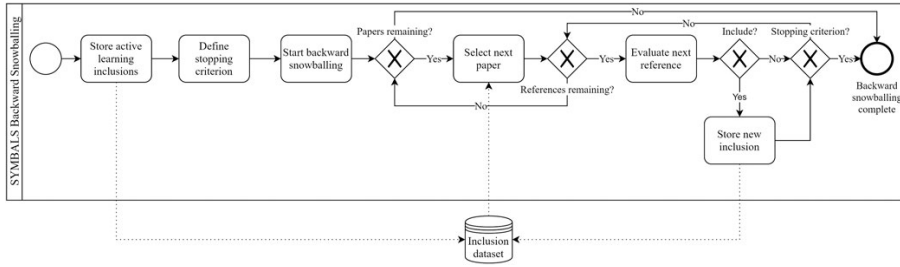 SYMBALS Backward Snowballing
Store active
learning
inclusions
Define
stopping
criterion
Start backward
snowballing
Papers remaining?
No
Yes
Select next
paper
References remaining?
No
Yes
Evaluate next
reference
Include?
No
Yes
Store new
inclusion
Stopping criterion?
No
Yes
Backward
snowballing
complete
Inclusion
dataset